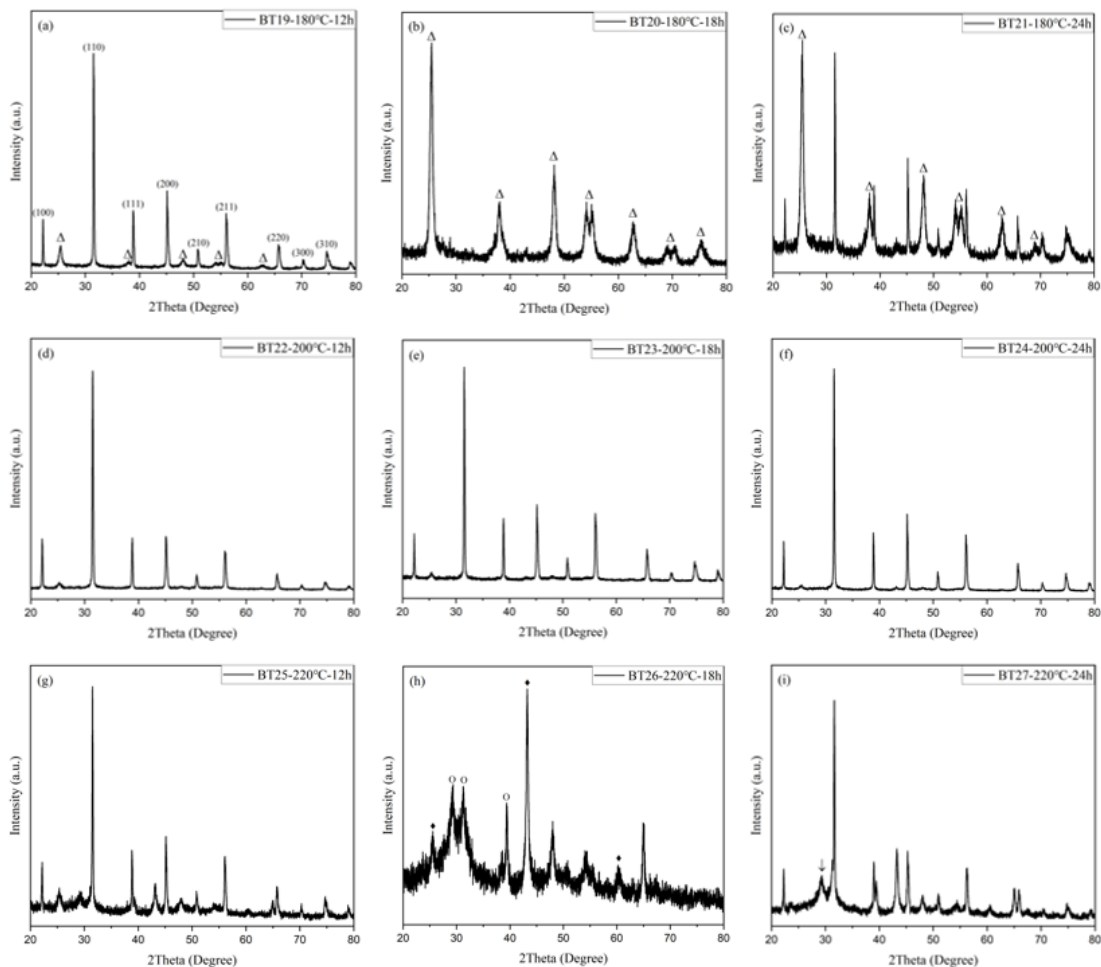 (a) BT19-180℃-12h
(110)
(200)
(111) (211)
(100)
Δ (210) (220)
Δ Δ Δ Δ (300) (310)
Intensity (a.u.)
20 30 40 50 60 70 80
2Theta (Degree)
(b) BT20-180℃-18h
Δ
Δ
Δ Δ
Δ
Δ Δ
Intensity (a.u.)
20 30 40 50 60 70 80
2Theta (Degree)
(c) BT21-180℃-24h
Δ
Δ
Δ Δ
Δ
Δ
Intensity (a.u.)
20 30 40 50 60 70 80
2Theta (Degree)
(d) BT22-200℃-12h
Intensity (a.u.)
20 30 40 50 60 70 80
2Theta (Degree)
(e) BT23-200℃-18h
Intensity (a.u.)
20 30 40 50 60 70 80
2Theta (Degree)
(f) BT24-200℃-24h
Intensity (a.u.)
20 30 40 50 60 70 80
2Theta (Degree)
(g) BT25-220℃-12h
Intensity (a.u.)
20 30 40 50 60 70 80
2Theta (Degree)
(h) BT26-220℃-18h
♦
O O
O
♦ ♦
Intensity (a.u.)
20 30 40 50 60 70 80
2Theta (Degree)
(i) BT27-220℃-24h
↓
Intensity (a.u.)
20 30 40 50 60 70 80
2Theta (Degree)